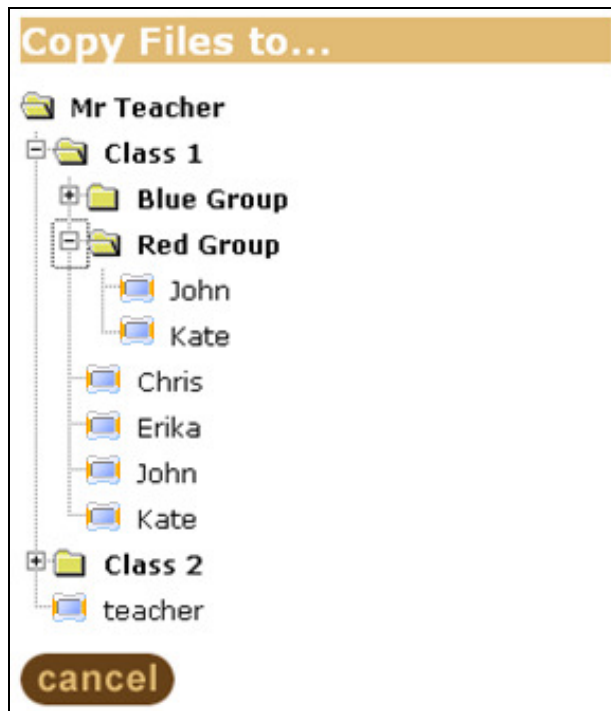 Copy Files to...
Mr Teacher
Class 1
Blue Group
Red Group
John
Kate
Chris
Erika
John
Kate
Class 2
teacher
cancel